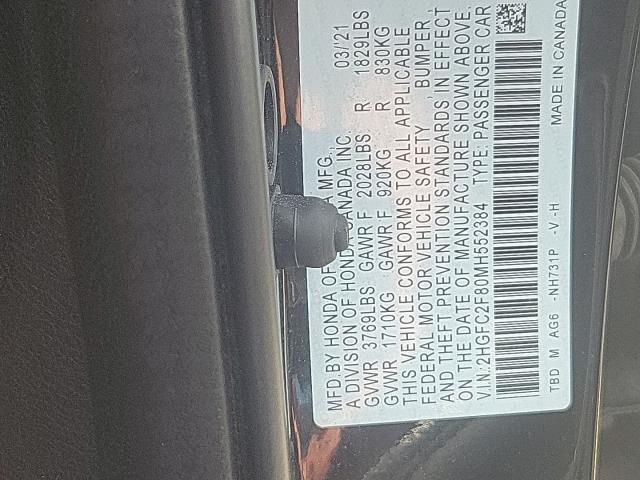 MFD.BY HONDA OF A MFG.,
A DIVISION OF HONDA CANADA INC. 03/'21
GVWR 3769LBS GAWR F 2028LBS R 1829LBS
GVWR 1710KG GAWR F 920KG R 830KG
THIS VEHICLE CONFORMS TO ALL APPLICABLE
FEDERAL MOTOR VEHICLE SAFETY , BUMPER ,
AND THEFT PREVENTION STANDARDS IN EFFECT
ON THE DATE OF MANUFACTURE SHOWN ABOVE.
V.I.N.: 2HGFC2F80MH552384 TYPE: PASSENGER CAR
TBD M AG6 -NH731P -V -H MADE IN CANADA